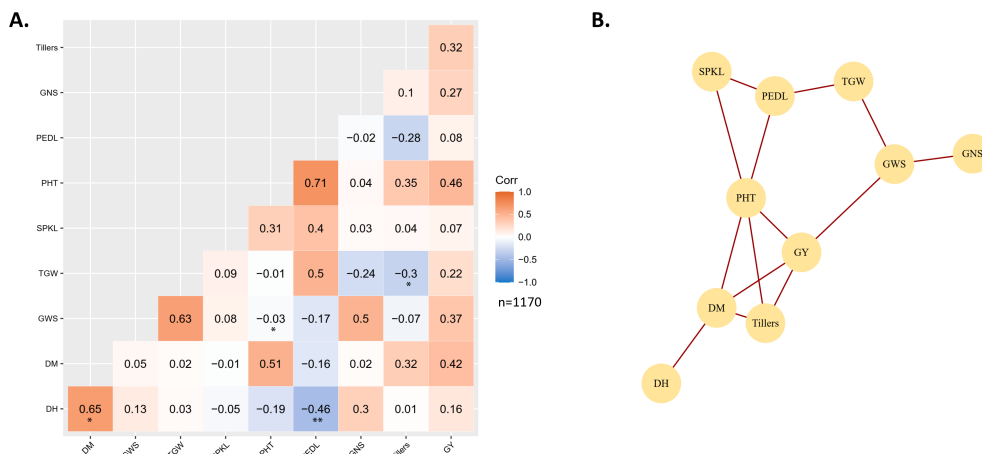 A.
Tillers 0.32
GNS 0.1 0.27
PEDL −0.02 −0.28 0.08
PHT 0.71 0.04 0.35 0.46
SPKL 0.31 0.4 0.03 0.04 0.07
TGW 0.09 −0.01 0.5 −0.24 −0.3 0.22
*
GWS 0.63 0.08 −0.03 −0.17 0.5 −0.07 0.37
*
DM 0.05 0.02 −0.01 0.51 −0.16 0.02 0.32 0.42
DH 0.65 0.13 0.03 −0.05 −0.19 −0.46 0.3 0.01 0.16
* **
DM GNS GY
SPKL PHT
Corr
1.0
0.5
0.0
−0.5
−1.0
n=1170
B.
SPKL
PEDL
TGW
GWS
GNS
PHT
GY
DM
Tillers
DH